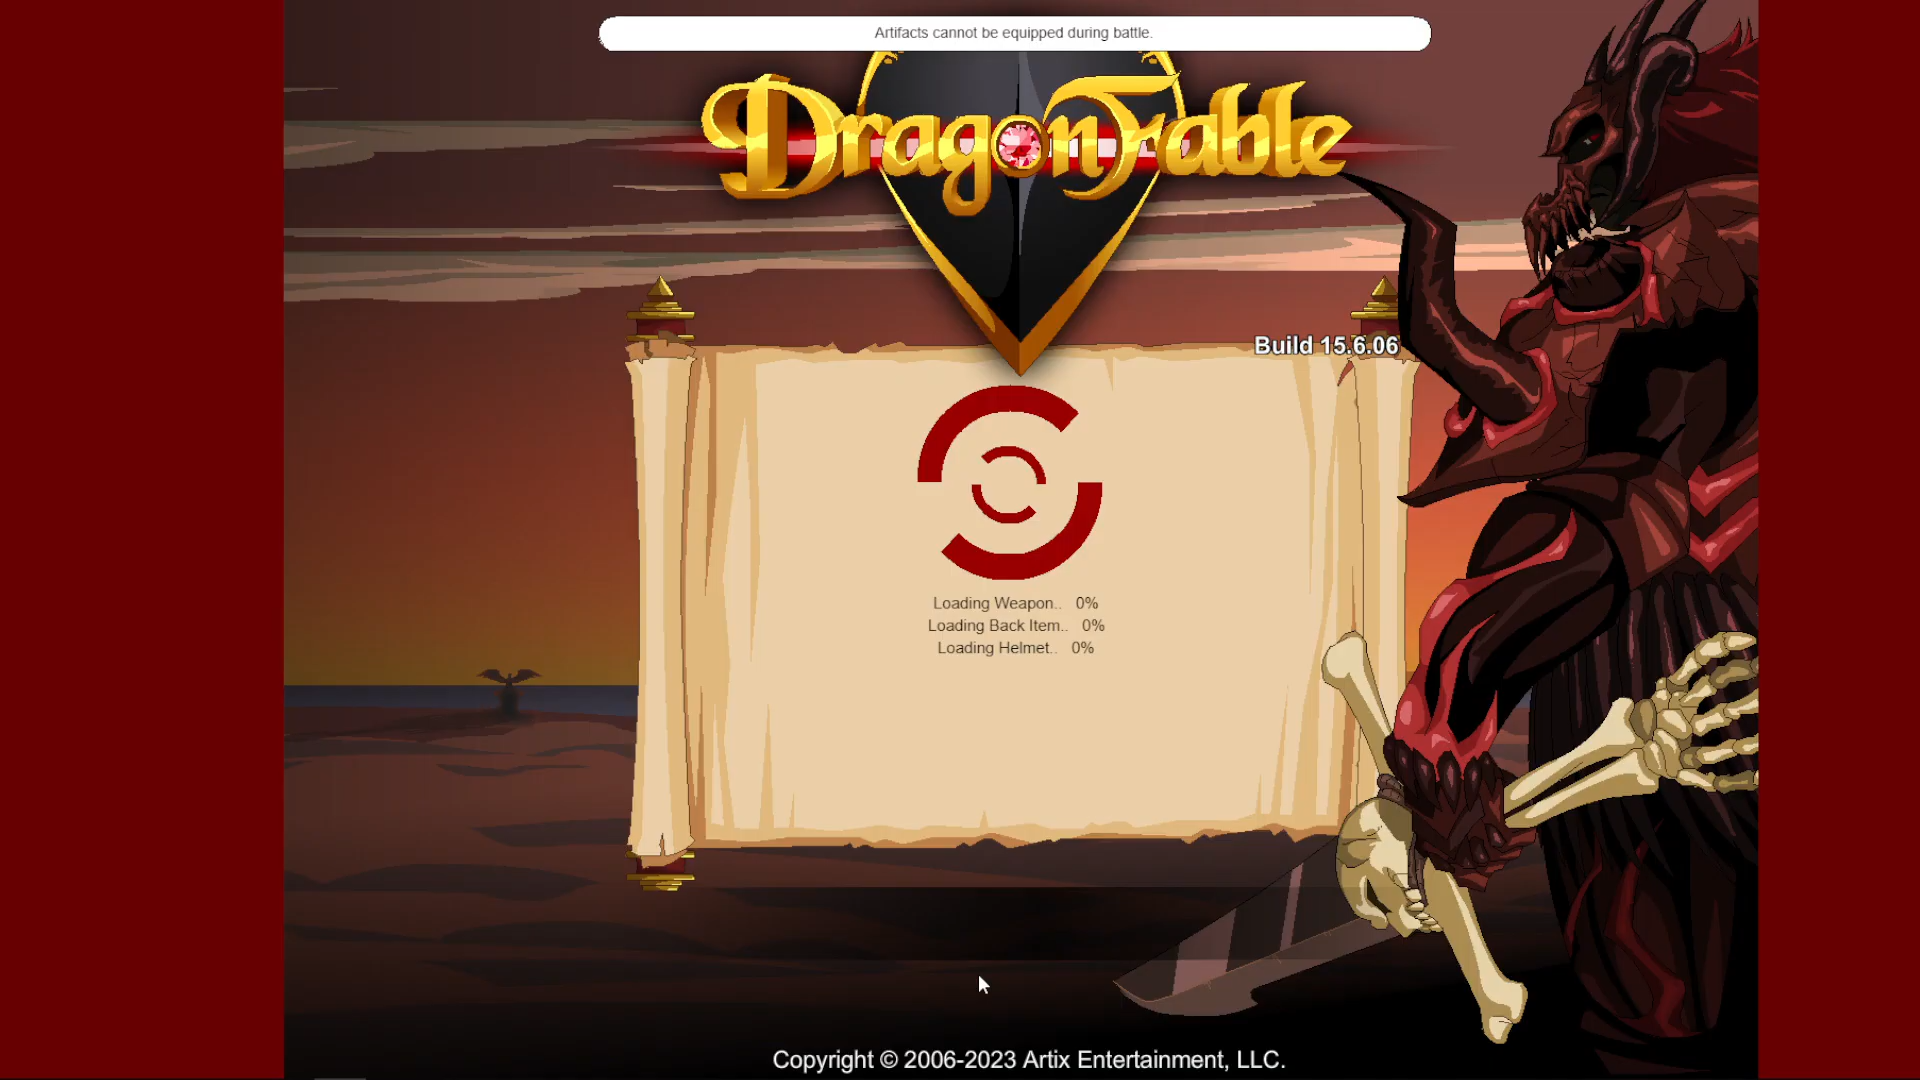 Artifacts cannot be equipped during battle.
DragonFable
Build 15.6.06
Loading Weapon.. 0%
Loading Back Item.. 0%
Loading Helmet.. 0%
Copyright © 2006-2023 Artix Entertainment, LLC.